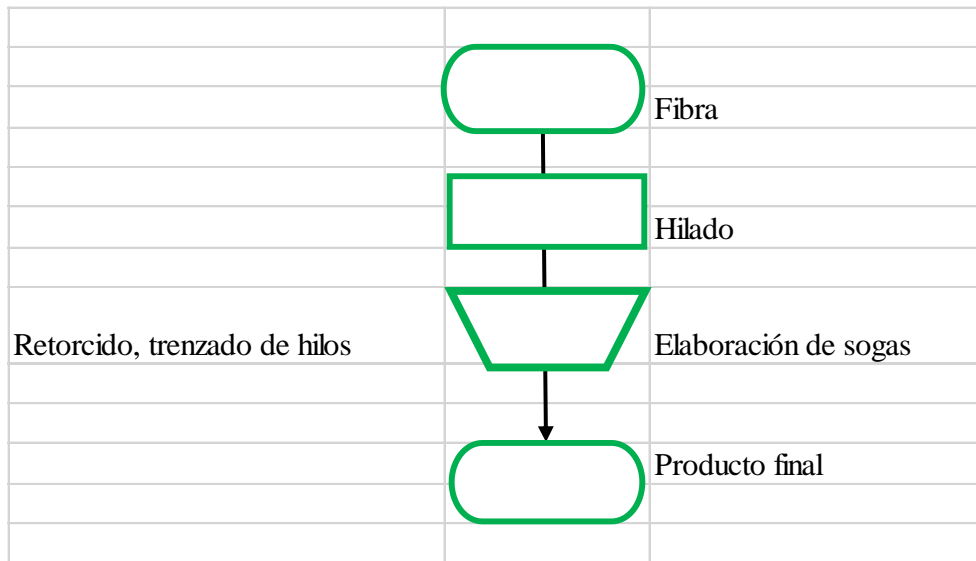 Fibra
Hilado
Retorcido, trenzado de hilos
Elaboración de sogas
Producto final